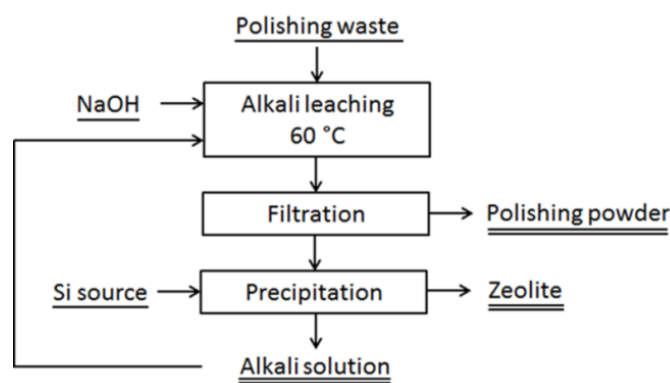 Polishing waste
NaOH
Alkali leaching
60 °C
Filtration
Polishing powder
Si source
Precipitation
Zeolite
Alkali solution